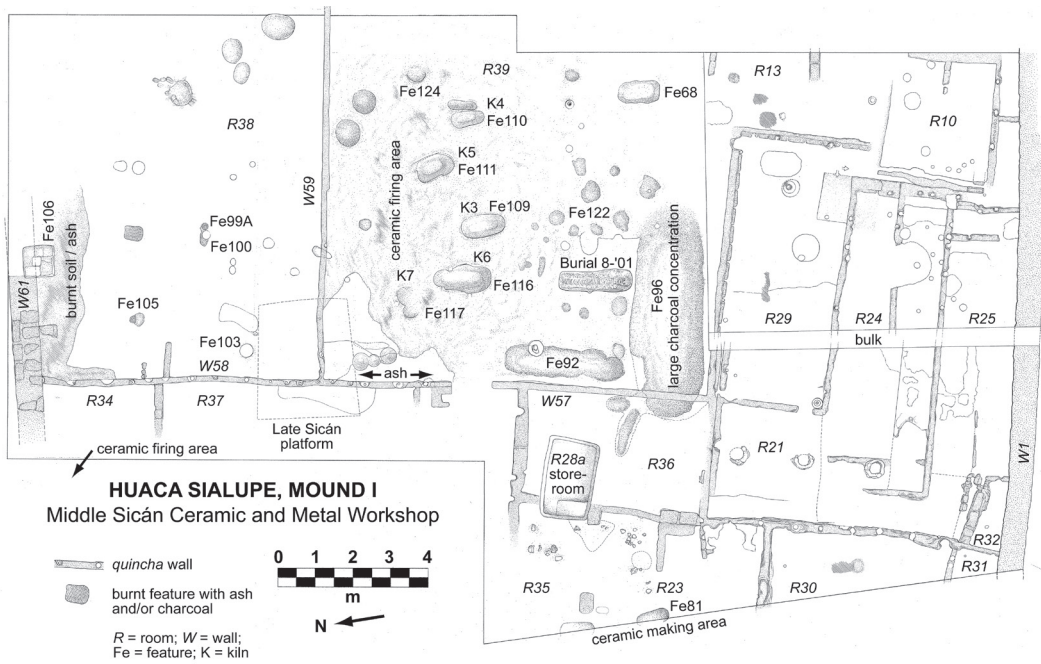 R13
R39
Fe124
K4
Fe68
Fe110
R10
R38
ceramic firing area
K5
Fe111
W59
K3
Fe109
Fe106
Fe99A
Fe122
Fe100
burnt soil / ash
K6
Burial 8-'01
K7
Fe116
W61
Fe96
large charcoal concentration
Fe105
Fe117
R29
R24
R25
bulk
Fe103
Fe92
W58
ash
R34
R37
W57
Late Sicán
platform
ceramic firing area
R28a
store-
room
R36
R21
W1
HUACA SIALUPE, MOUND I
Middle Sicán Ceramic and Metal Workshop
R32
quincha wall
0 1 2 3 4
m
burnt feature with ash
and/or charcoal
R35
R23
R30
R31
Fe81
N
R = room; W = wall;
Fe = feature; K = kiln
ceramic making area